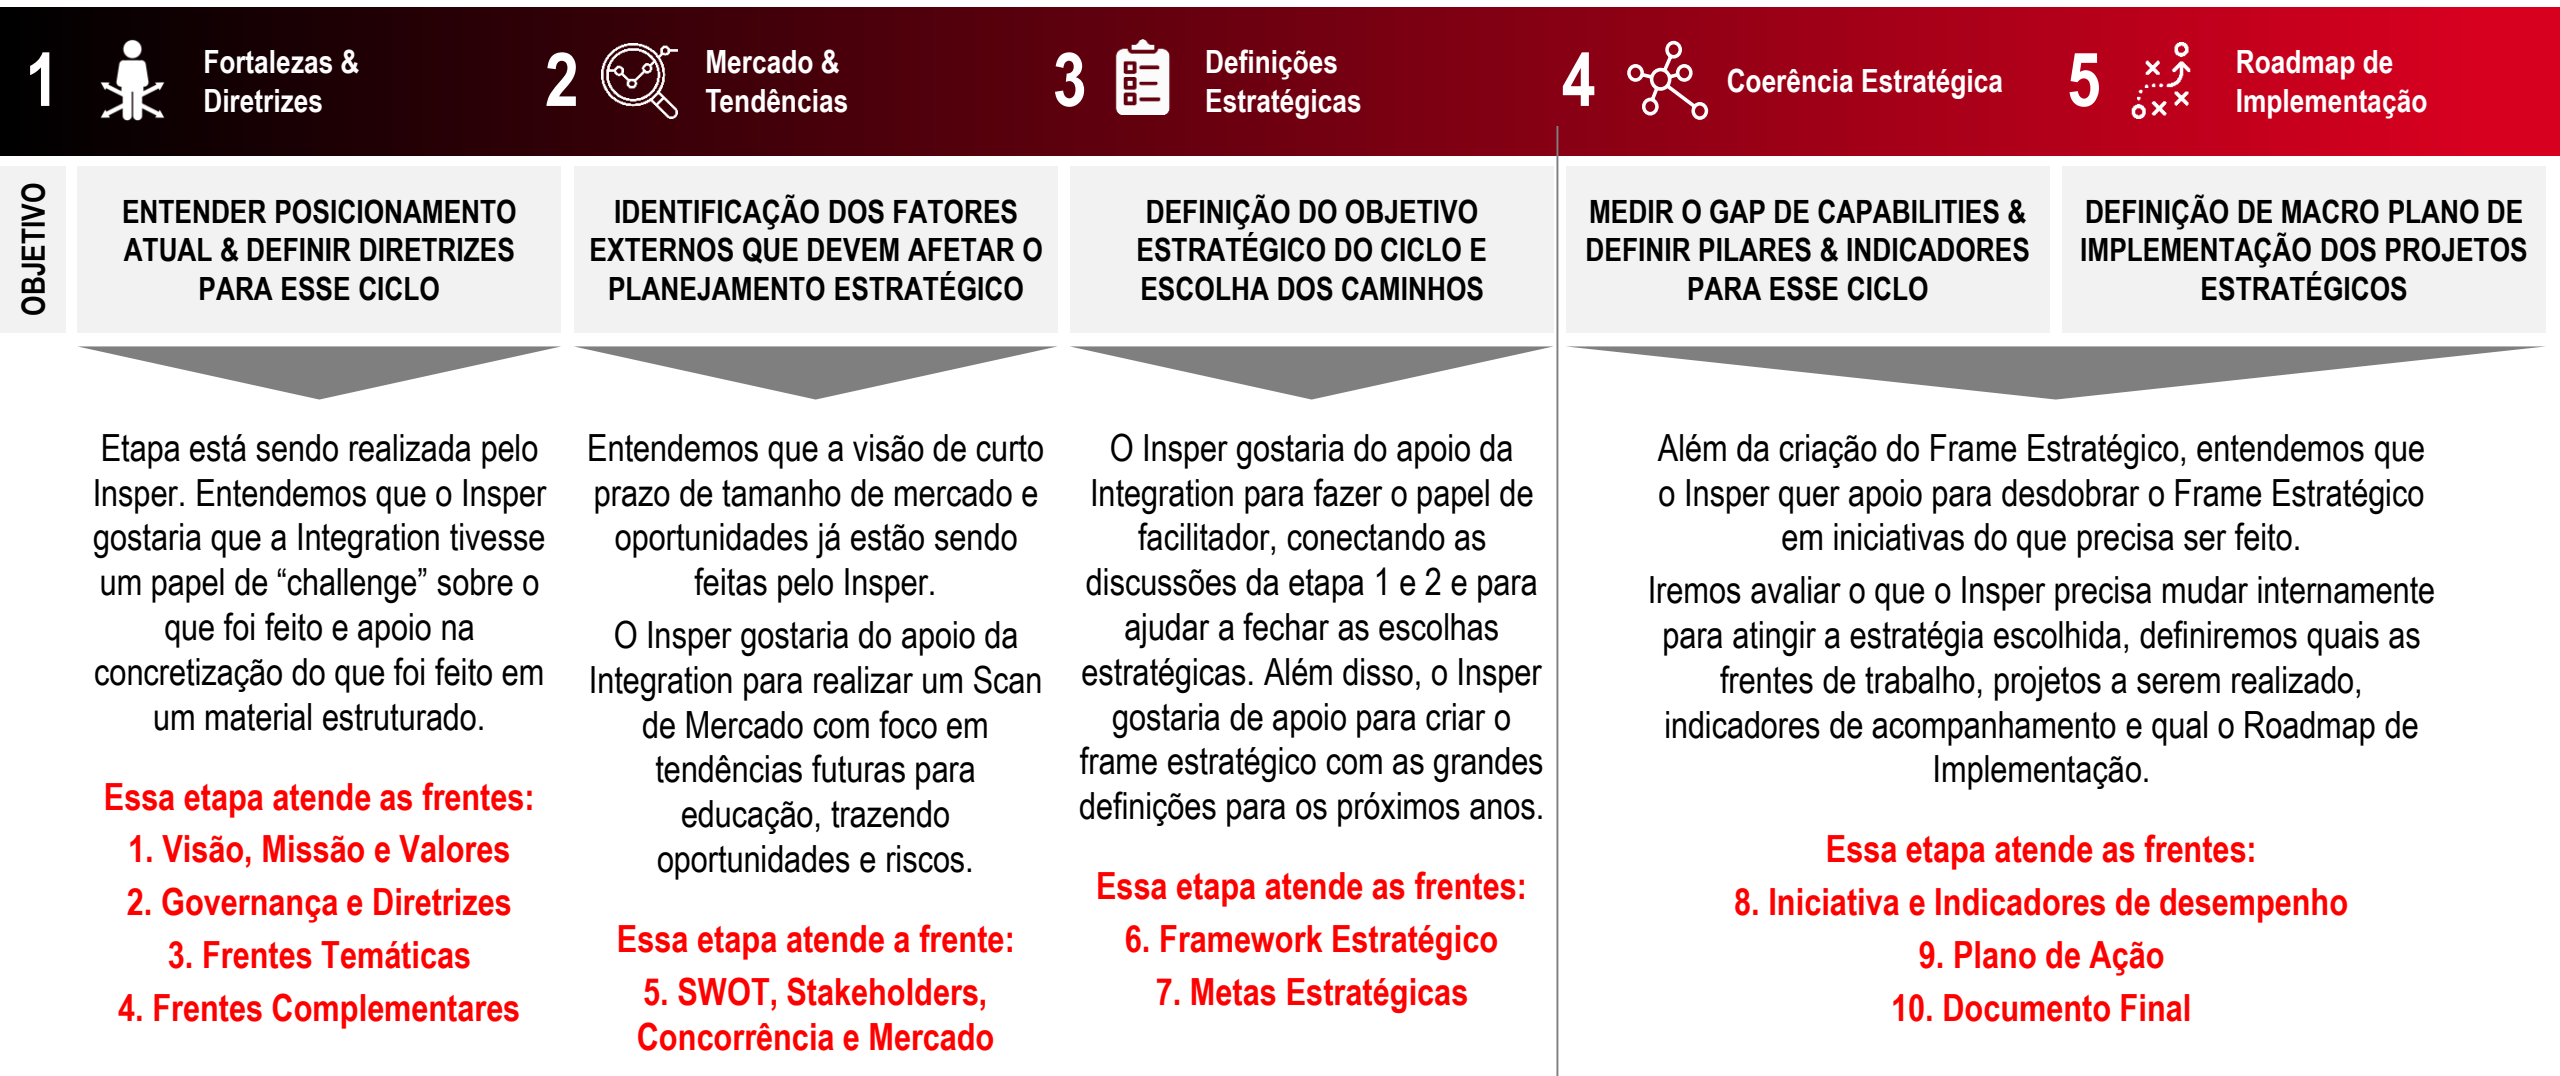 1
Fortalezas &
Diretrizes
2
Mercado &
Tendências
3
Definições
Estratégicas
4
Coerência Estratégica
5
Roadmap de
Implementação
OBJETIVO
ENTENDER POSICIONAMENTO
ATUAL & DEFINIR DIRETRIZES
PARA ESSE CICLO
IDENTIFICAÇÃO DOS FATORES
EXTERNOS QUE DEVEM AFETAR O
PLANEJAMENTO ESTRATÉGICO
DEFINIÇÃO DO OBJETIVO
ESTRATÉGICO DO CICLO E
ESCOLHA DOS CAMINHOS
MEDIR O GAP DE CAPABILITIES &
DEFINIR PILARES & INDICADORES
PARA ESSE CICLO
DEFINIÇÃO DE MACRO PLANO DE
IMPLEMENTAÇÃO DOS PROJETOS
ESTRATÉGICOS
Etapa está sendo realizada pelo
Insper. Entendemos que o Insper
gostaria que a Integration tivesse
um papel de “challenge” sobre o
que foi feito e apoio na
concretização do que foi feito em
um material estruturado.
Essa etapa atende as frentes:
1. Visão, Missão e Valores
2. Governança e Diretrizes
3. Frentes Temáticas
4. Frentes Complementares
Entendemos que a visão de curto
prazo de tamanho de mercado e
oportunidades já estão sendo
feitas pelo Insper.
O Insper gostaria do apoio da
Integration para realizar um Scan
de Mercado com foco em
tendências futuras para
educação, trazendo
oportunidades e riscos.
Essa etapa atende a frente:
5. SWOT, Stakeholders,
Concorrência e Mercado
O Insper gostaria do apoio da
Integration para fazer o papel de
facilitador, conectando as
discussões da etapa 1 e 2 e para
ajudar a fechar as escolhas
estratégicas. Além disso, o Insper
gostaria de apoio para criar o
frame estratégico com as grandes
definições para os próximos anos.
Essa etapa atende as frentes:
6. Framework Estratégico
7. Metas Estratégicas
Além da criação do Frame Estratégico, entendemos que
o Insper quer apoio para desdobrar o Frame Estratégico
em iniciativas do que precisa ser feito.
Iremos avaliar o que o Insper precisa mudar internamente
para atingir a estratégia escolhida, definiremos quais as
frentes de trabalho, projetos a serem realizado,
indicadores de acompanhamento e qual o Roadmap de
Implementação.
Essa etapa atende as frentes:
8. Iniciativa e Indicadores de desempenho
9. Plano de Ação
10. Documento Final